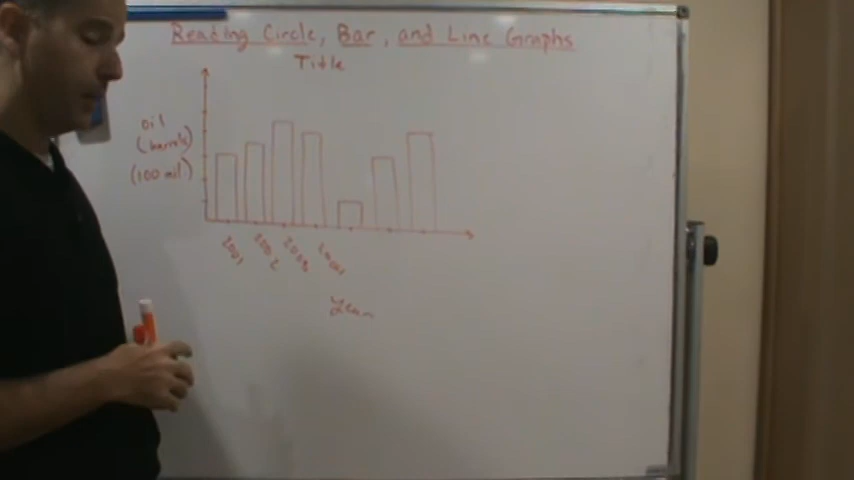 Reading Circle, Bar, and Line Graphs
Title
oil
(barrels)
(100 mil.)
2001
2002
2003
2004
Year